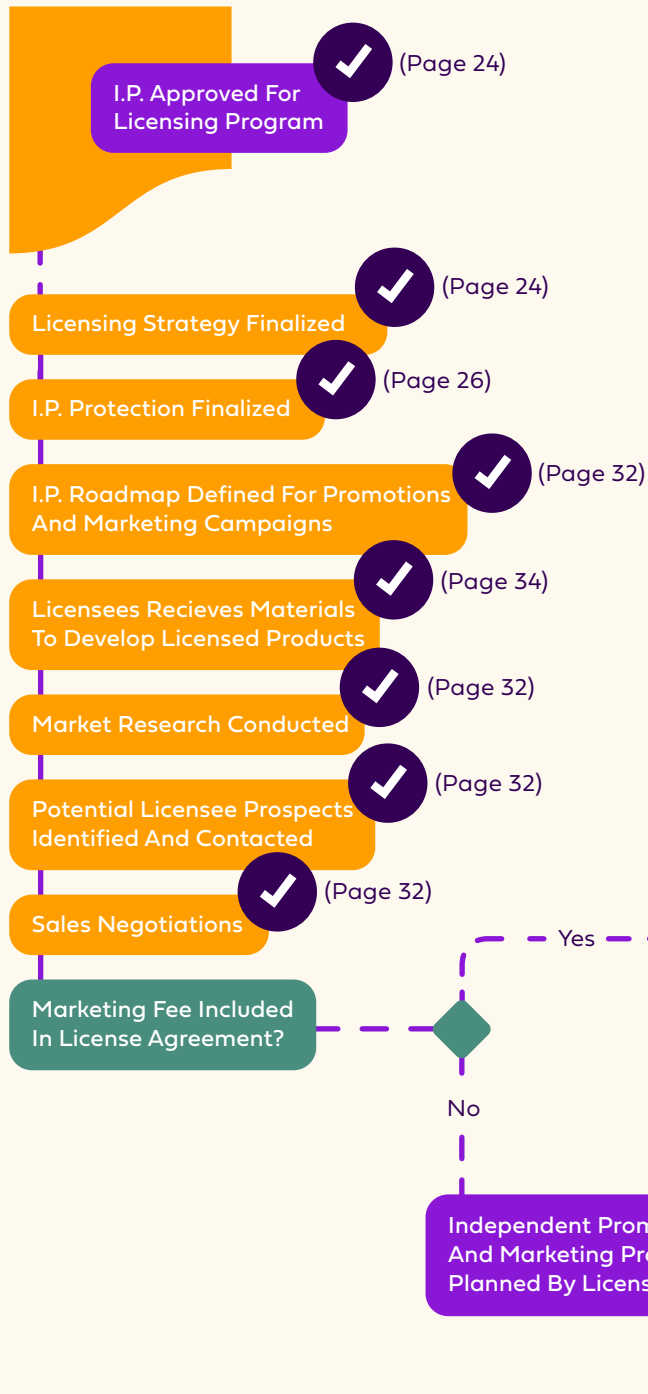 I.P. Approved For
Licensing Program
(Page 24)
Licensing Strategy Finalized
(Page 24)
I.P. Protection Finalized
(Page 26)
I.P. Roadmap Defined For Promotions
And Marketing Campaigns
(Page 32)
Licensees Recieves Materials
To Develop Licensed Products
(Page 34)
Market Research Conducted
(Page 32)
Potential Licensee Prospects
Identified And Contacted
(Page 32)
Sales Negotiations
(Page 32)
Yes
Marketing Fee Included
In License Agreement?
No
Independent
And Marketing
Planned By